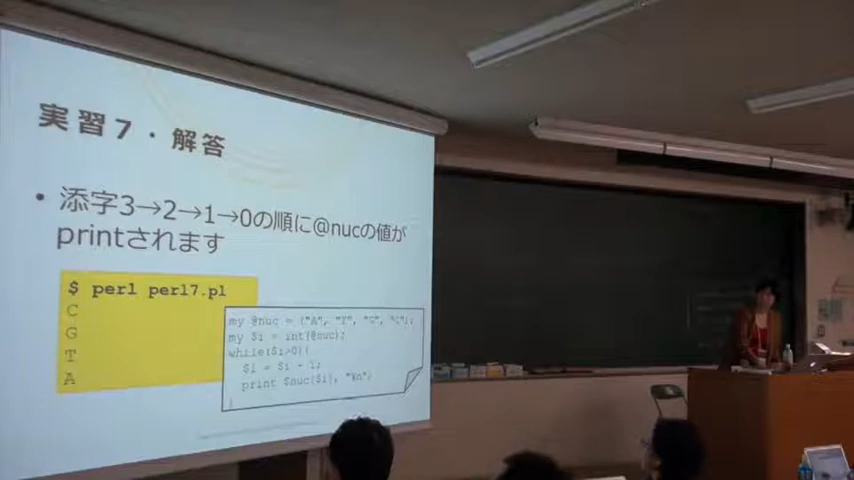 実習7・解答
• 添字3→2→1→0の順に@nucの値が
printされます
$ perl perl7.pl
C
G
T
A
my @nuc = ("A", "T", "G", "C");
my $i = int(@nuc);
while($i>0){
$i = $i - 1;
print $nuc[$i], "¥n";
}